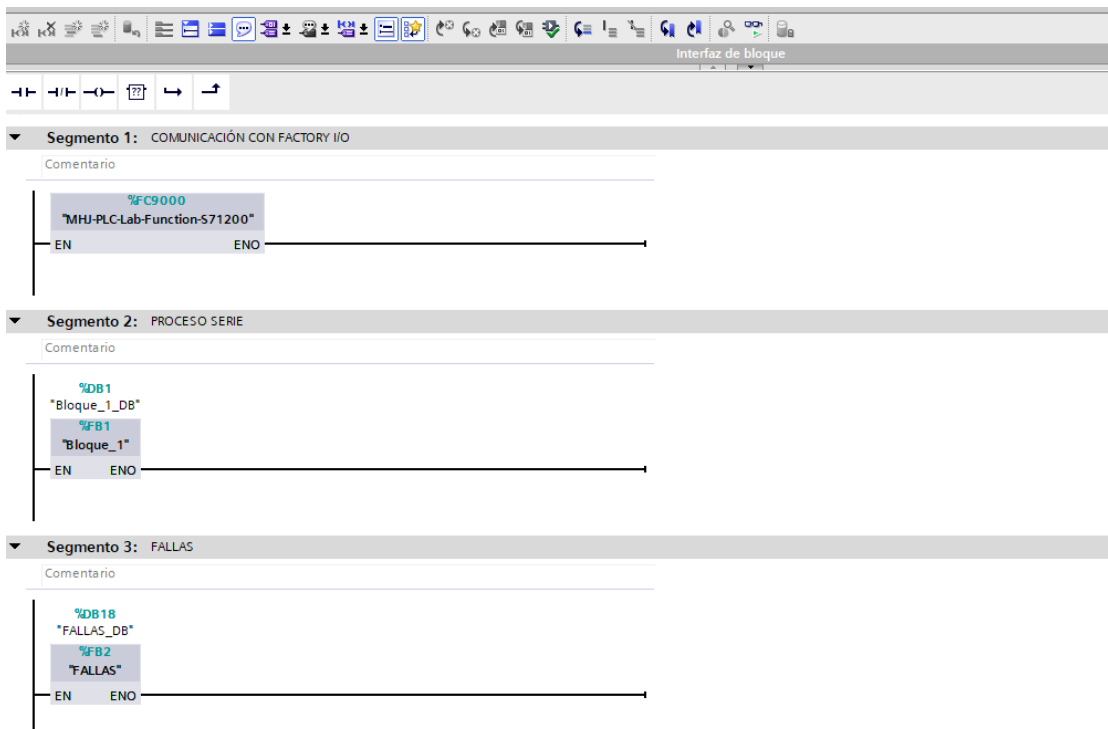 Interfaz de bloque
??
Segmento 1: COMUNICACIÓN CON FACTORY I/O
Comentario
%FC9000
"MHJ-PLC-Lab-Function-S71200"
EN ENO
Segmento 2: PROCESO SERIE
Comentario
%DB1
"Bloque_1_DB"
%FB1
"Bloque_1"
EN ENO
Segmento 3: FALLAS
Comentario
%DB18
"FALLAS_DB"
%FB2
"FALLAS"
EN ENO